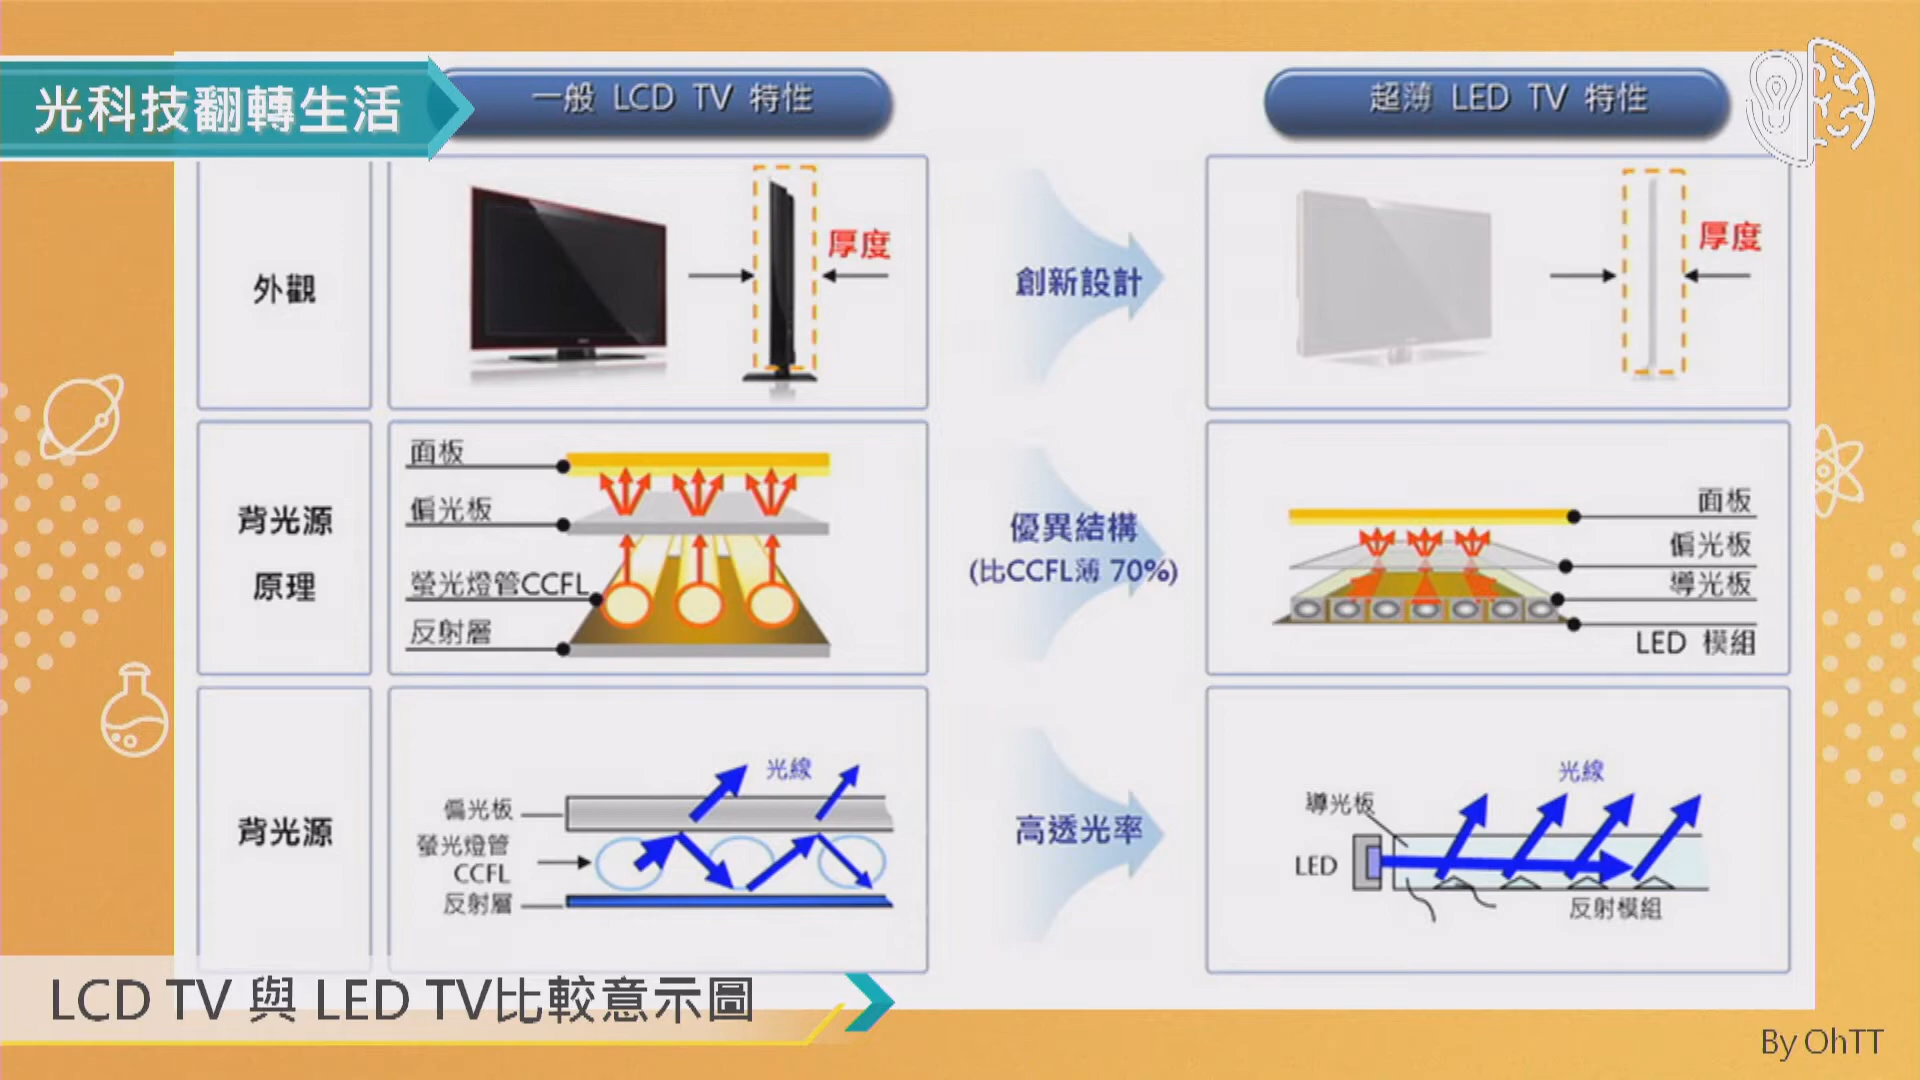 光科技翻轉生活
一般 LCD TV 特性
超薄 LED TV 特性
外觀
厚度
創新設計
厚度
背光源
原理
面板
偏光板
螢光燈管CCFL
反射層
優異結構
(比CCFL薄 70%)
面板
偏光板
導光板
LED 模組
背光源
光線
偏光板
螢光燈管
CCFL
反射層
高透光率
光線
導光板
LED
反射模組
LCD TV 與 LED TV比較意示圖
By OhTT